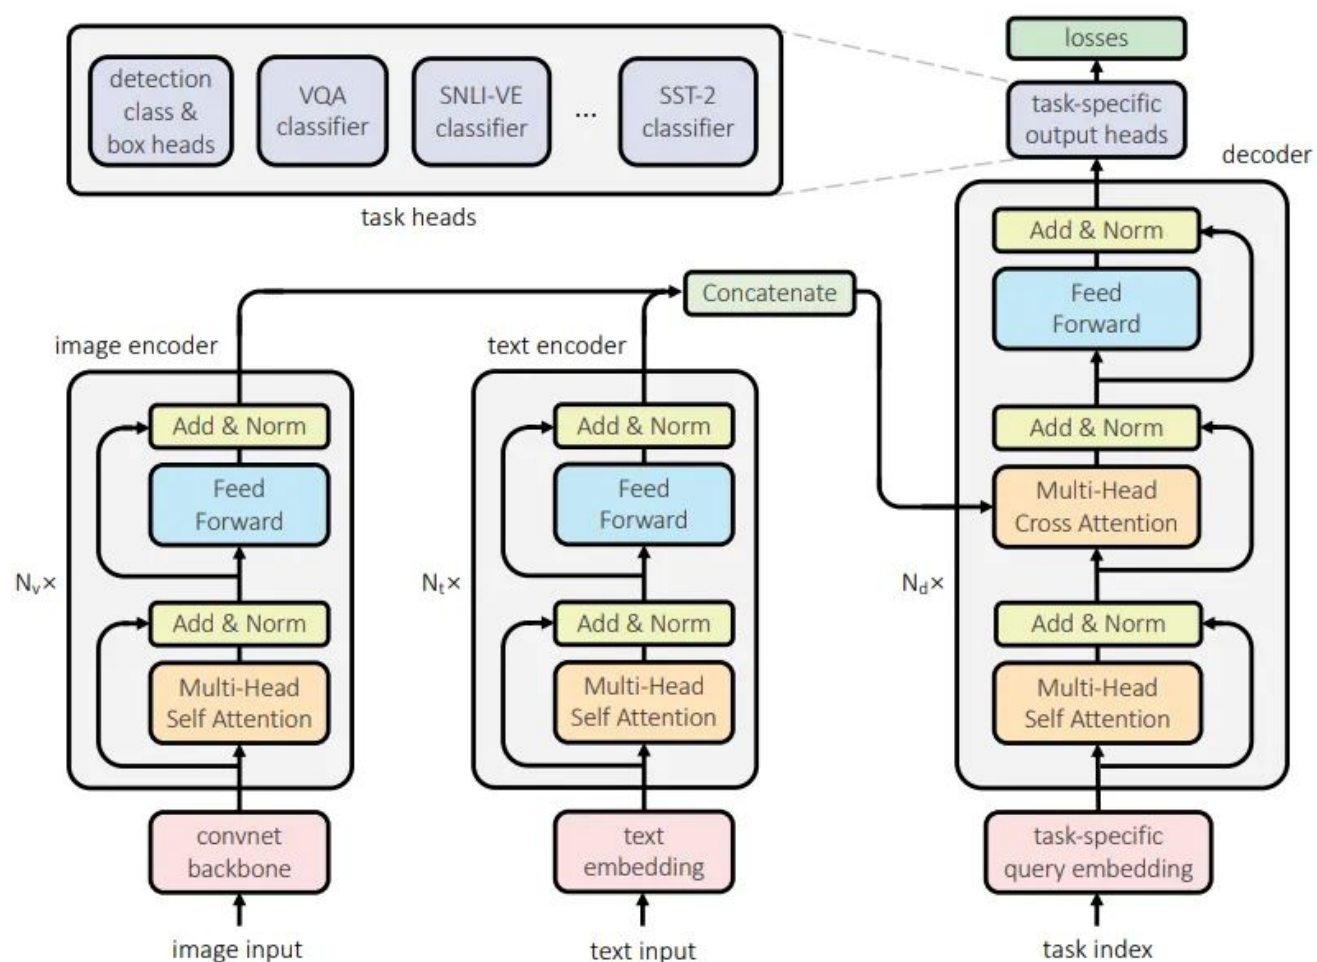 losses
detection
class &
box heads
VQA
classifier
SNLI-VE
classifier
...
SST-2
classifier
task heads
task-specific
output heads
decoder
Add & Norm
Feed
Forward
Add & Norm
Multi-Head
Cross Attention
N_d×
Add & Norm
Multi-Head
Self Attention
task-specific
query embedding
task index
Concatenate
image encoder
Add & Norm
Feed
Forward
N_v×
Add & Norm
Multi-Head
Self Attention
convnet
backbone
image input
text encoder
Add & Norm
Feed
Forward
N_t×
Add & Norm
Multi-Head
Self Attention
text
embedding
text input